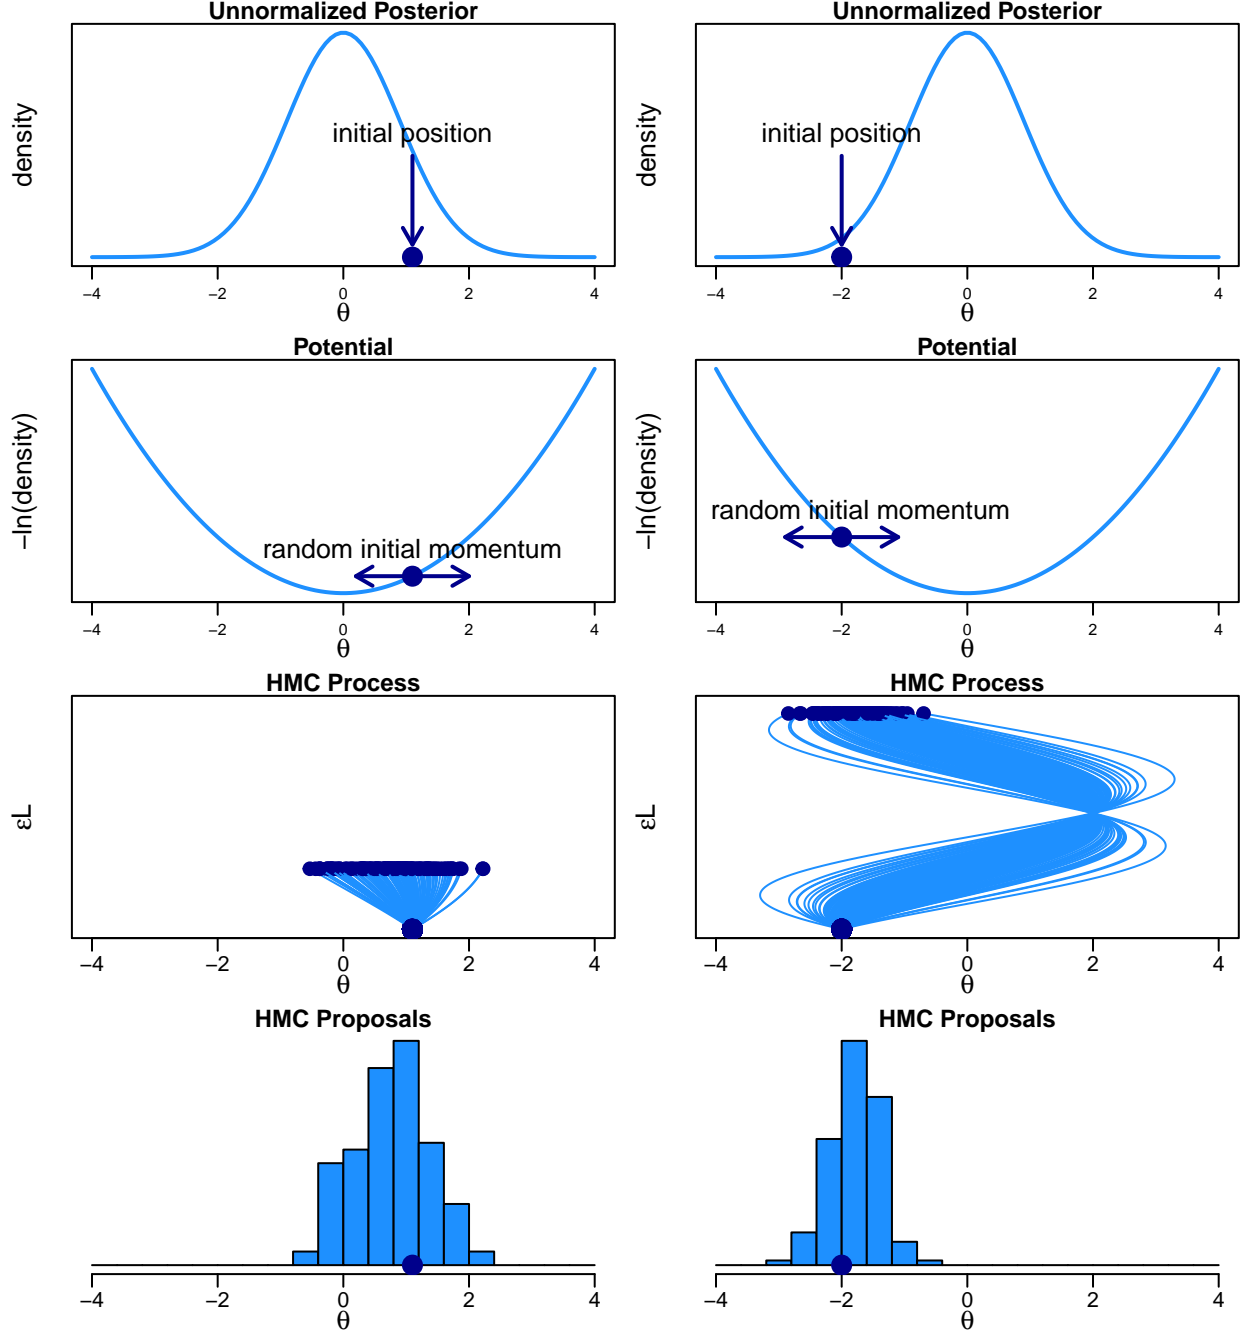 Unnormalized Posterior
density
initial position
−4 −2 0 2 4
θ
Unnormalized Posterior
density
initial position
−4 −2 0 2 4
θ
Potential
−ln(density)
random initial momentum
−4 −2 0 2 4
θ
Potential
−ln(density)
random initial momentum
−4 −2 0 2 4
θ
HMC Process
εL
−4 −2 0 2 4
θ
HMC Process
εL
−4 −2 0 2 4
θ
HMC Proposals
−4 −2 0 2 4
θ
HMC Proposals
−4 −2 0 2 4
θ